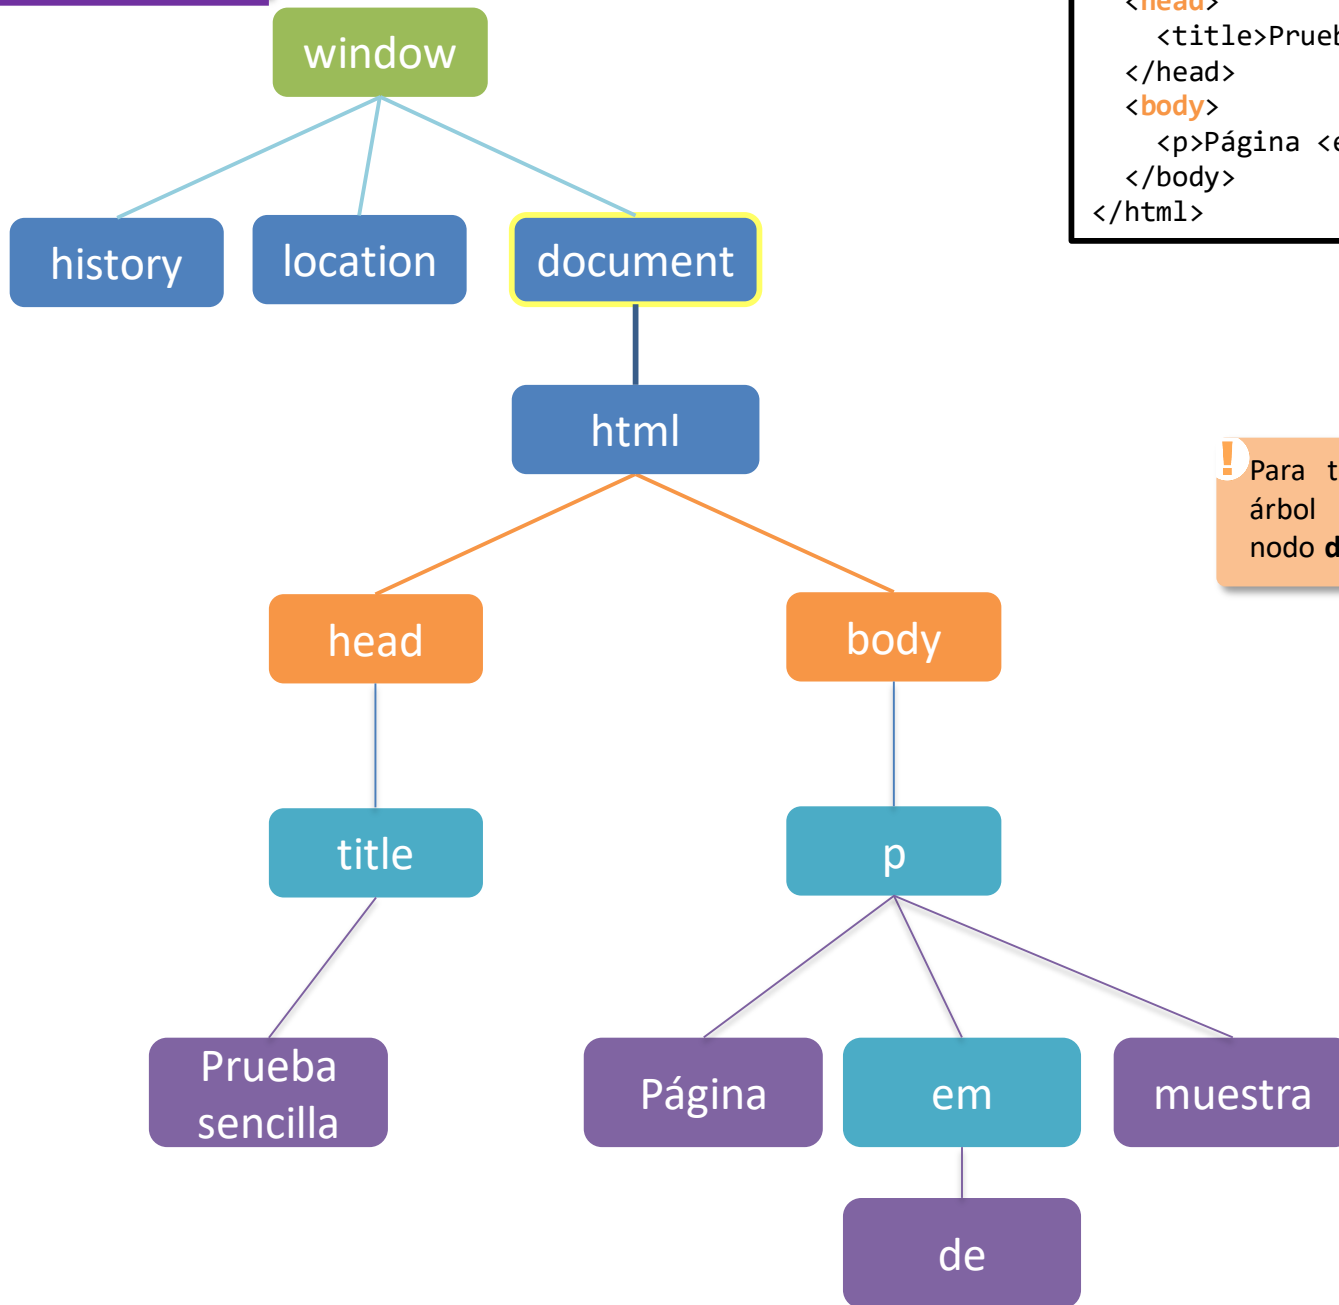 window
history
location
document
html
head
body
title
p
Prueba
sencilla
Página
em
muestra
de
<head>
<title>Prueb
</head>
<body>
<p>Página <e
</body>
</html>
!
Para t
árbol
nodo d